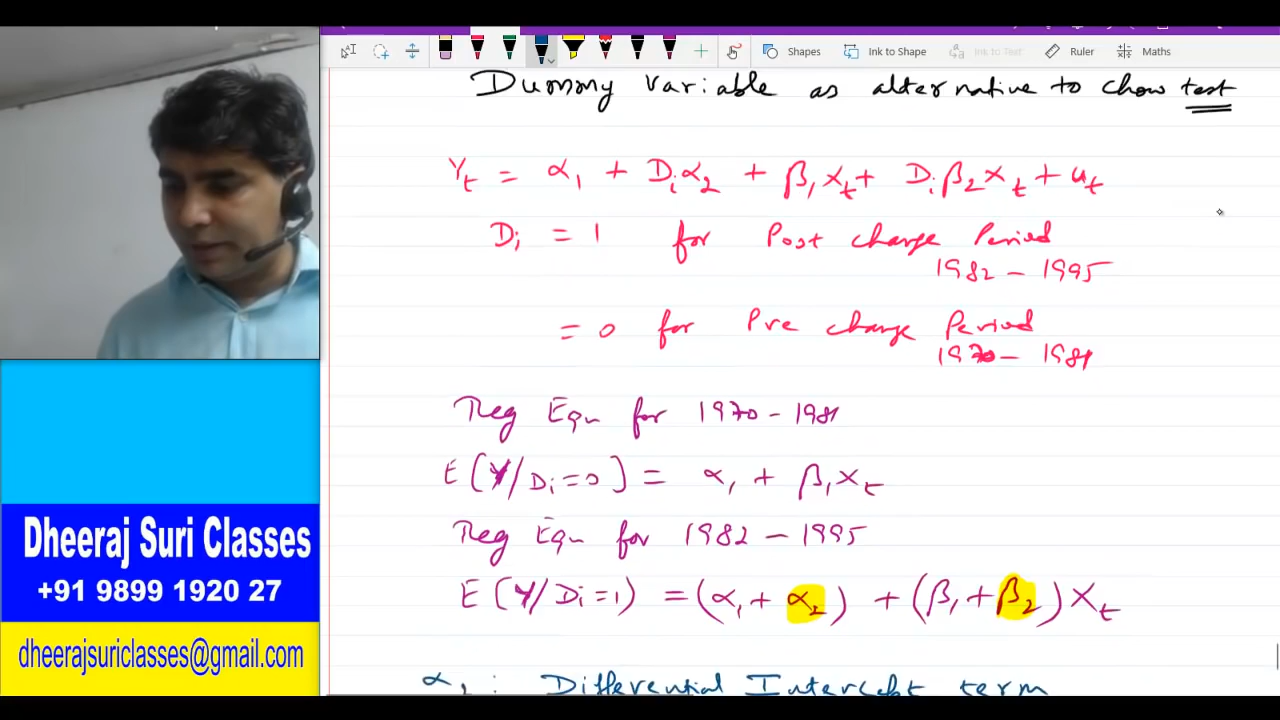 Shapes Ink to Shape Ink to Text Ruler Maths
Dummy Variable as alternative to chow test
Yt = α1 + Diα2 + β1Xt + Diβ2Xt + ut
Di = 1 for Post change Period
1982 - 1995
= 0 for Pre change Period
1970 - 1981
Reg Eqn for 1970 - 1981
E(Y/Di=0) = α1 + β1Xt
Reg Eqn for 1982 - 1995
E(Y/Di=1) = (α1 + α2) + (β1 + β2)Xt
α2: Differential Intercept term
Dheeraj Suri Classes
+91 9899 1920 27
dheerajsuriclasses@gmail.com